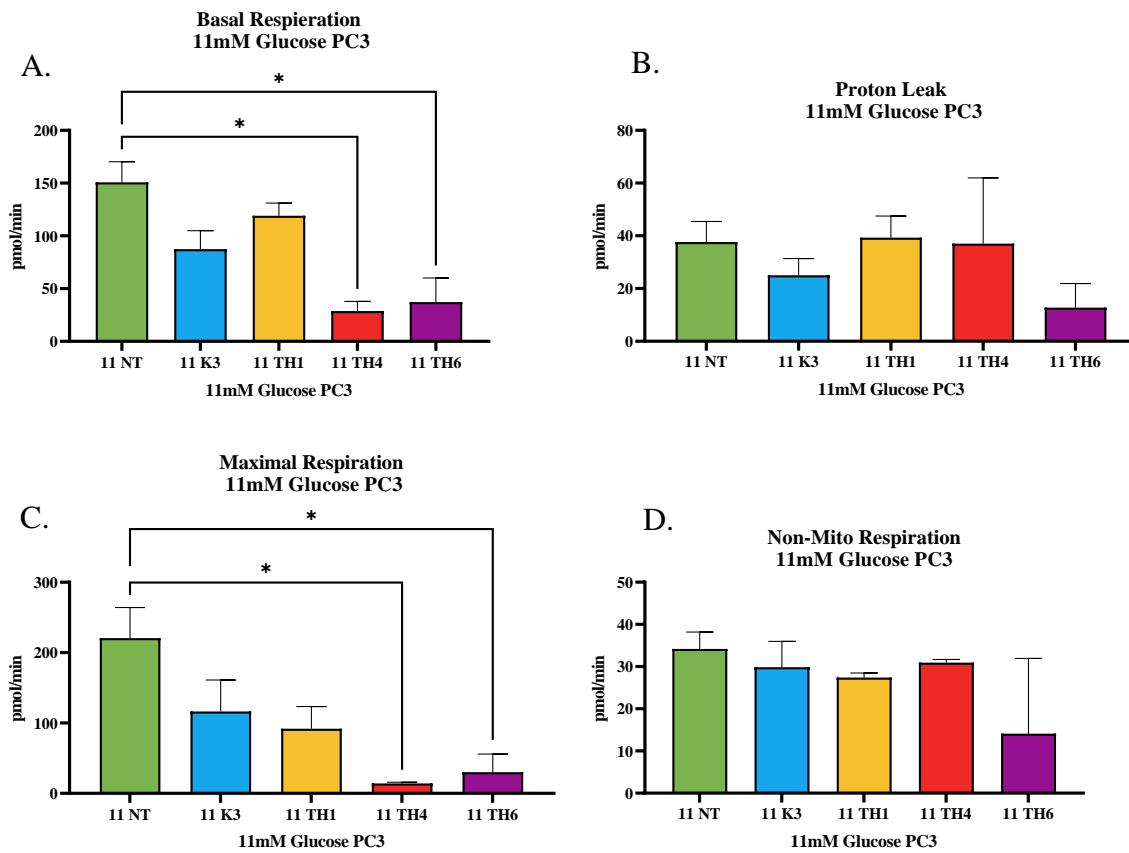 A.
Basal Respieration
11mM Glucose PC3
*
*
pmol/min
200
150
100
50
0
11 NT 11 K3 11 TH1 11 TH4 11 TH6
11mM Glucose PC3
B.
Proton Leak
11mM Glucose PC3
pmol/min
80
60
40
20
0
11 NT 11 K3 11 TH1 11 TH4 11 TH6
11mM Glucose PC3
C.
Maximal Respiration
11mM Glucose PC3
*
*
pmol/min
300
200
100
0
11 NT 11 K3 11 TH1 11 TH4 11 TH6
11mM Glucose PC3
D.
Non-Mito Respiration
11mM Glucose PC3
pmol/min
50
40
30
20
10
0
11 NT 11 K3 11 TH1 11 TH4 11 TH6
11mM Glucose PC3